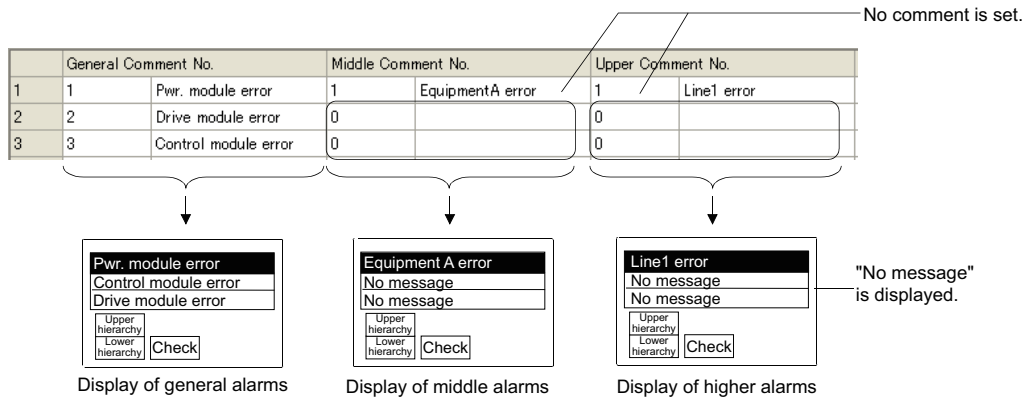 No comment is set.
General Comment No. Middle Comment No. Upper Comment No.
1 1 Pwr. module error 1 EquipmentA error 1 Line1 error
2 2 Drive module error 0 0
3 3 Control module error 0 0
Pwr. module error
Control module error
Drive module error
Upper
hierarchy
Lower
hierarchy
Check
Display of general alarms
Equipment A error
No message
No message
Upper
hierarchy
Lower
hierarchy
Check
Display of middle alarms
Line1 error
No message
No message
Upper
hierarchy
Lower
hierarchy
Check
Display of higher alarms
"No message"
is displayed.